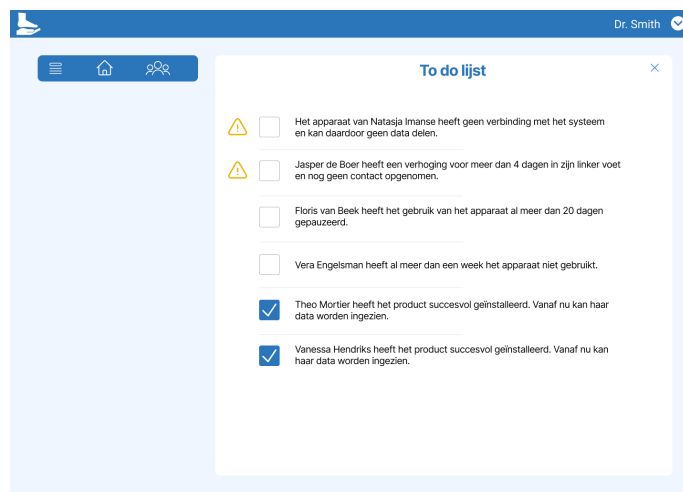 Dr. Smith
To do lijst
Het apparaat van Natasja Imanse heeft geen verbinding met het systeem
en kan daardoor geen data delen.
Jasper de Boer heeft een verhoging voor meer dan 4 dagen in zijn linker voet
en nog geen contact opgenomen.
Floris van Beek heeft het gebruik van het apparaat al meer dan 20 dagen
gepauzeerd.
Vera Engelsman heeft al meer dan een week het apparaat niet gebruikt.
Theo Mortier heeft het product succesvol geïnstalleerd. Vanaf nu kan haar
data worden ingezien.
Vanessa Hendriks heeft het product succesvol geïnstalleerd. Vanaf nu kan
haar data worden ingezien.